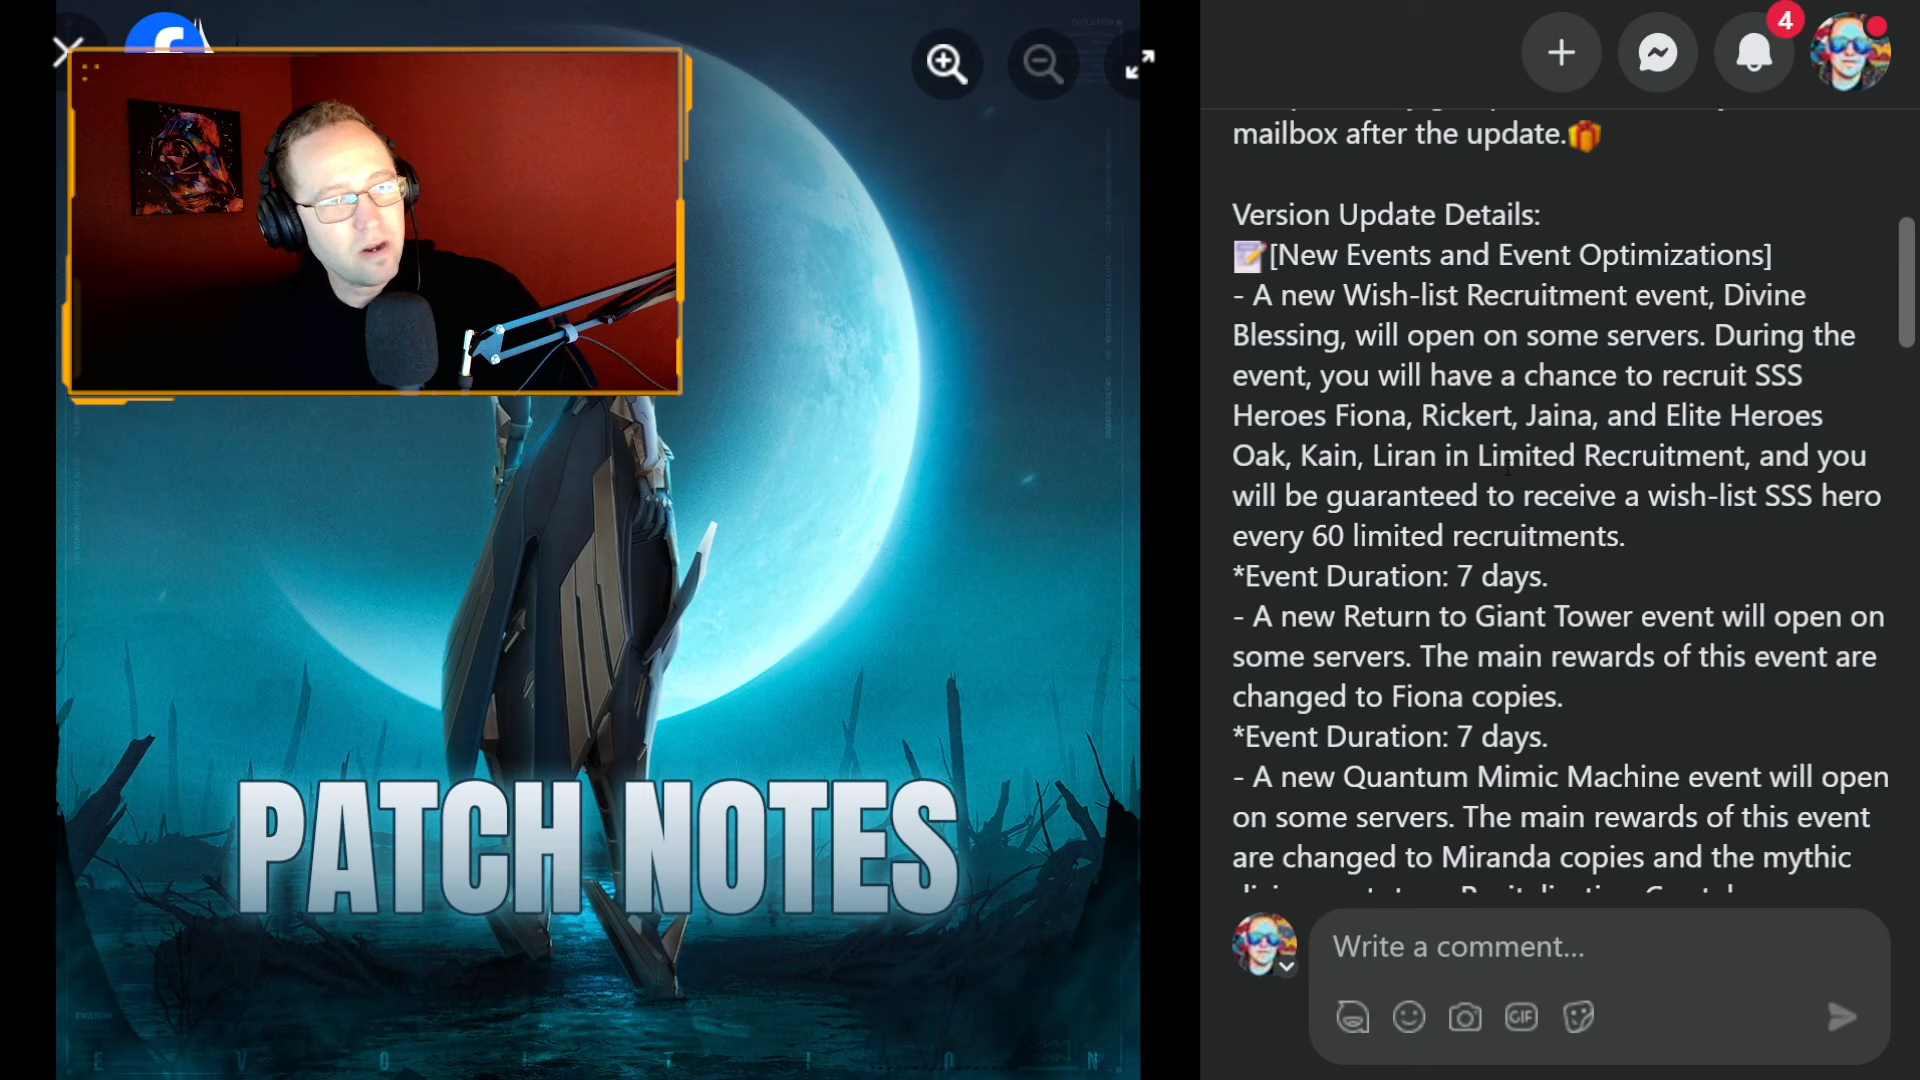 PATCH NOTES
E V O L U T I O N
4
mailbox after the update.🎁
Version Update Details:
📝[New Events and Event Optimizations]
- A new Wish-list Recruitment event, Divine
Blessing, will open on some servers. During the
event, you will have a chance to recruit SSS
Heroes Fiona, Rickert, Jaina, and Elite Heroes
Oak, Kain, Liran in Limited Recruitment, and you
will be guaranteed to receive a wish-list SSS hero
every 60 limited recruitments.
*Event Duration: 7 days.
- A new Return to Giant Tower event will open on
some servers. The main rewards of this event are
changed to Fiona copies.
*Event Duration: 7 days.
- A new Quantum Mimic Machine event will open
on some servers. The main rewards of this event
are changed to Miranda copies and the mythic
Write a comment...
GIF